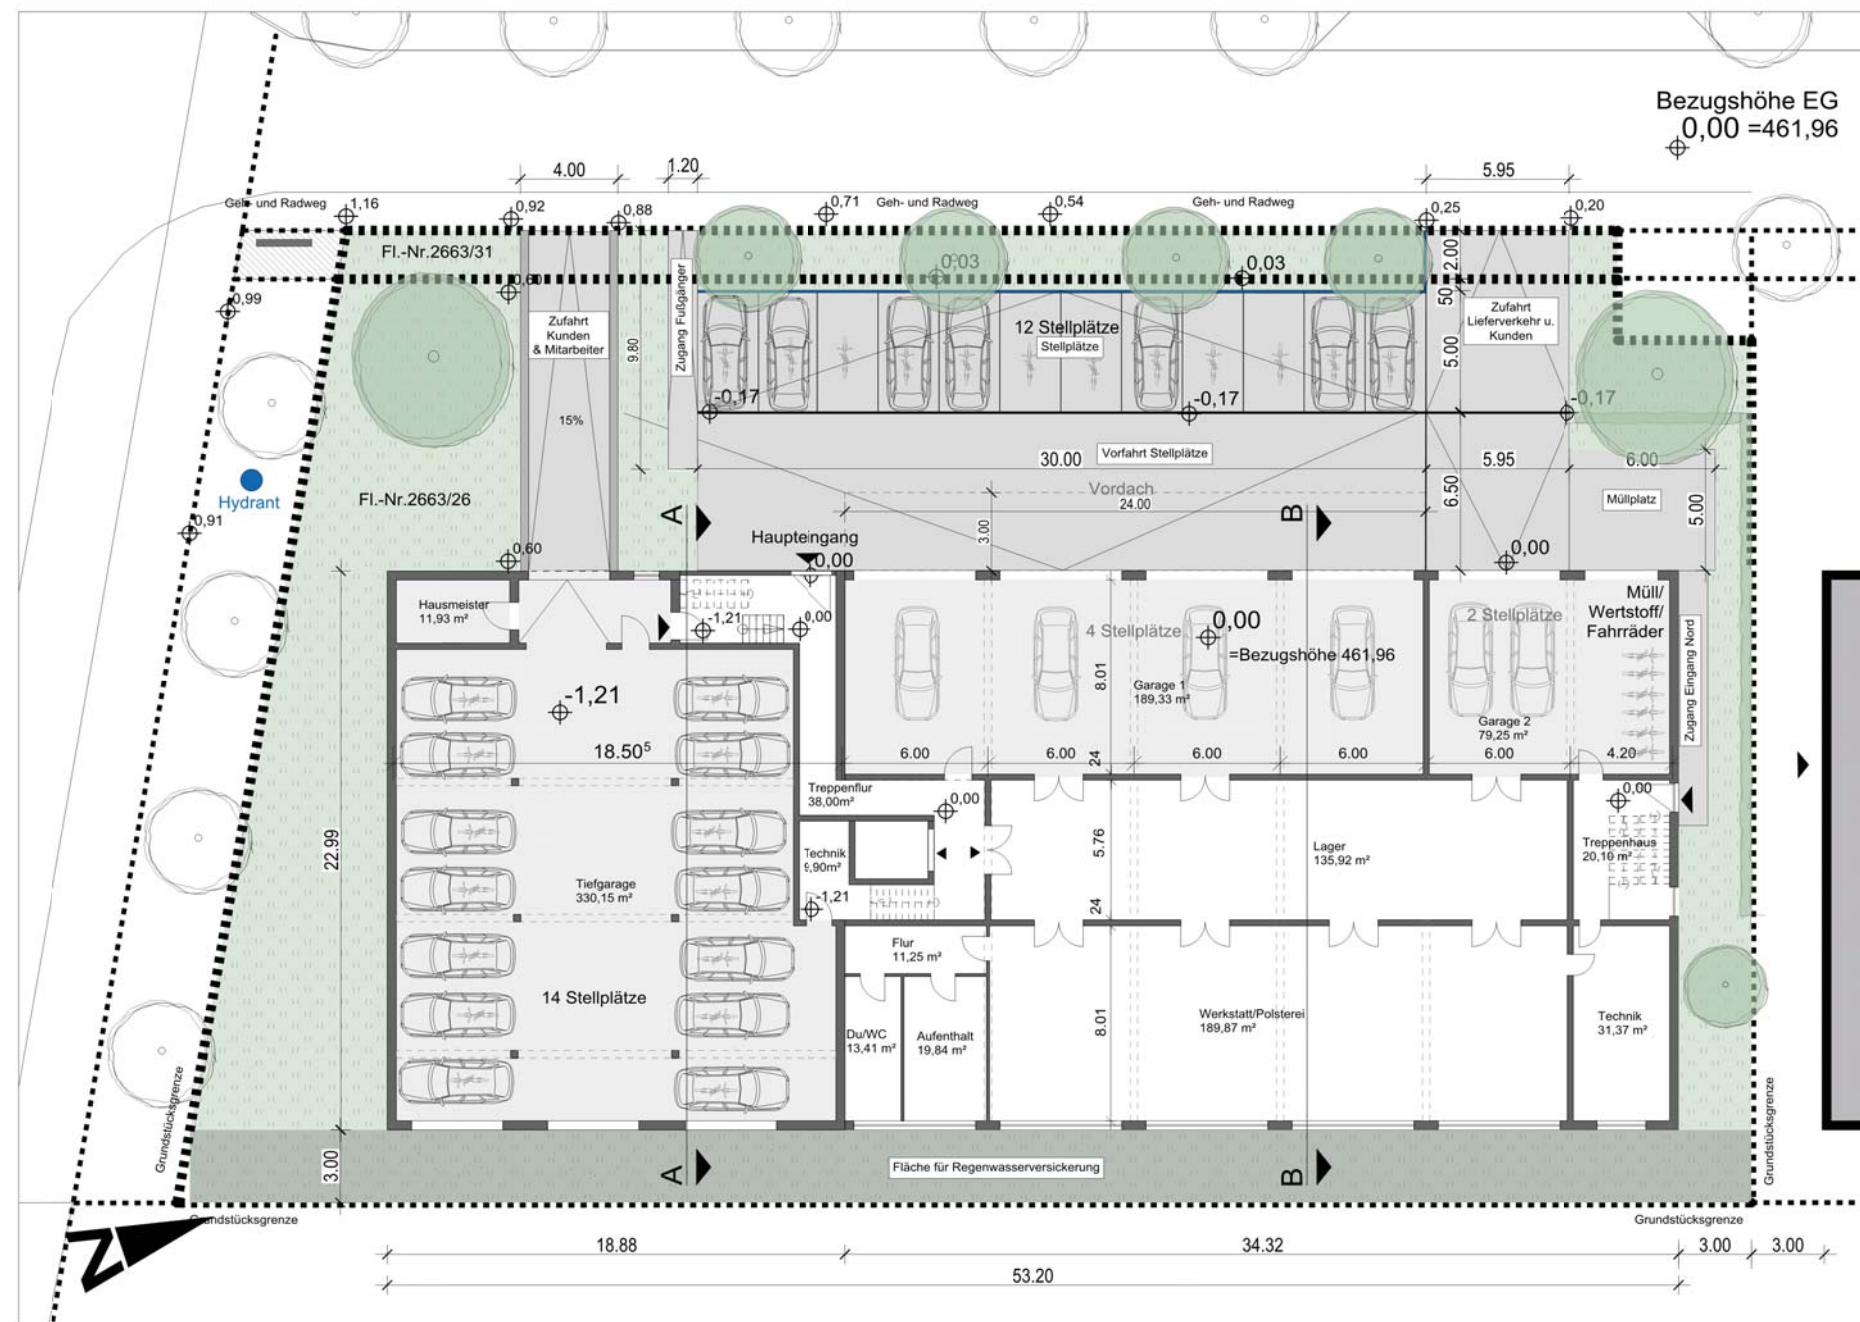 Bezugshöhe EG
0,00 =461,96
4.00
1.20
5.95
Geh- und Radweg
1,16
0,92
0,88
0,71
Geh- und Radweg
0,54
Geh- und Radweg
0,25
0,20
Fl.-Nr.2663/31
0,60
0,03
0,03
2.00
50
0,99
Zufahrt
Kunden
& Mitarbeiter
9.80
Zugang Fußgänger
12 Stellplätze
Stellplätze
Zufahrt
Lieferverkehr u.
Kunden
5.00
-0,17
-0,17
-0,17
15%
Vorfahrt Stellplätze
30.00
5.95
6.00
Hydrant
Fl.-Nr.2663/26
Vordach
24.00
6.50
Müllplatz
5.00
0,91
A
B
3.00
Haupteingang
0,00
0,60
0,00
Hausmeister
11,93 m²
-1,21
0,00
4 Stellplätze
0,00
=Bezugshöhe 461,96
2 Stellplätze
Müll/
Wertstoff/
Fahrräder
Zugang Eingang Nord
-1,21
8.01
Garage 1
189,33 m²
Garage 2
79,25 m²
18.50⁵
6.00
6.00
6.00
6.00
6.00
4.20
24
Treppenflur
38,00m²
0,00
0,00
22.99
5.76
Technik
9,90m²
Lager
135,92 m²
Treppenhaus
20,10 m²
Tiefgarage
330,15 m²
-1,21
24
Flur
11,25 m²
14 Stellplätze
Du/WC
13,41 m²
Aufenthalt
19,84 m²
8.01
Werkstatt/Polsterei
189,87 m²
Technik
31,37 m²
Grundstücksgrenze
Grundstücksgrenze
3.00
A
Fläche für Regenwasserversickerung
B
Grundstücksgrenze
Grundstücksgrenze
N
18.88
34.32
3.00
3.00
53.20